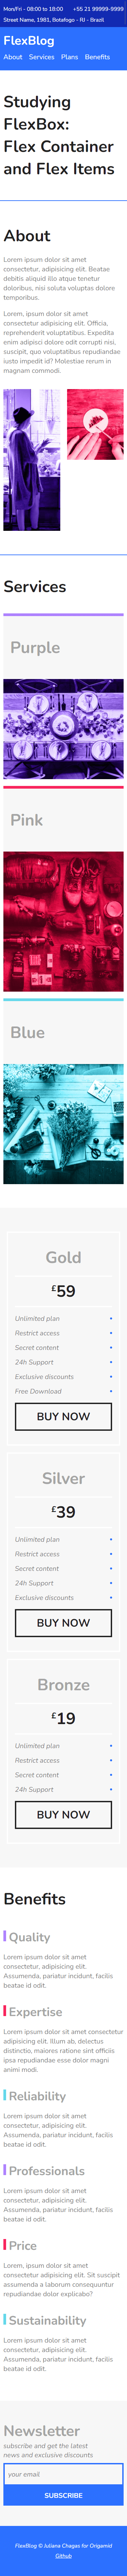 Mon/Fri - 08:00 to 18:00 +55 21 99999-9999
Street Name, 1981, Botafogo - RJ - Brazil
FlexBlog
About Services Plans Benefits
Studying
FlexBox:
Flex Container
and Flex Items
About
Lorem ipsum dolor sit amet
consectetur, adipisicing elit. Beatae
debitis aliquid illo atque tenetur
doloribus, nisi soluta voluptas dolore
temporibus.
Lorem, ipsum dolor sit amet
consectetur adipisicing elit. Officia,
reprehenderit voluptatibus. Expedita
enim adipisci dolore odit corrupti nisi,
suscipit, quo voluptatibus repudiandae
iusto impedit id? Molestiae rerum in
magnam commodi.
Services
Purple
Pink
Blue
Gold
£59
Unlimited plan
Restrict access
Secret content
24h Support
Exclusive discounts
Free Download
BUY NOW
Silver
£39
Unlimited plan
Restrict access
Secret content
24h Support
Exclusive discounts
BUY NOW
Bronze
£19
Unlimited plan
Restrict access
Secret content
24h Support
BUY NOW
Benefits
Quality
Lorem ipsum dolor sit amet
consectetur, adipisicing elit.
Assumenda, pariatur incidunt, facilis
beatae id odit.
Expertise
Lorem ipsum dolor sit amet consectetur
adipisicing elit. Illum ab, delectus
distinctio, maiores ratione sint officiis
ipsa repudiandae esse dolor magni
animi modi.
Reliability
Lorem ipsum dolor sit amet
consectetur, adipisicing elit.
Assumenda, pariatur incidunt, facilis
beatae id odit.
Professionals
Lorem ipsum dolor sit amet
consectetur, adipisicing elit.
Assumenda, pariatur incidunt, facilis
beatae id odit.
Price
Lorem, ipsum dolor sit amet
consectetur adipisicing elit. Sit suscipit
assumenda a laborum consequuntur
repudiandae dolor explicabo?
Sustainability
Lorem ipsum dolor sit amet
consectetur, adipisicing elit.
Assumenda, pariatur incidunt, facilis
beatae id odit.
Newsletter
subscribe and get the latest
news and exclusive discounts
your email
SUBSCRIBE
FlexBlog © Juliana Chagas for Origamid
Github